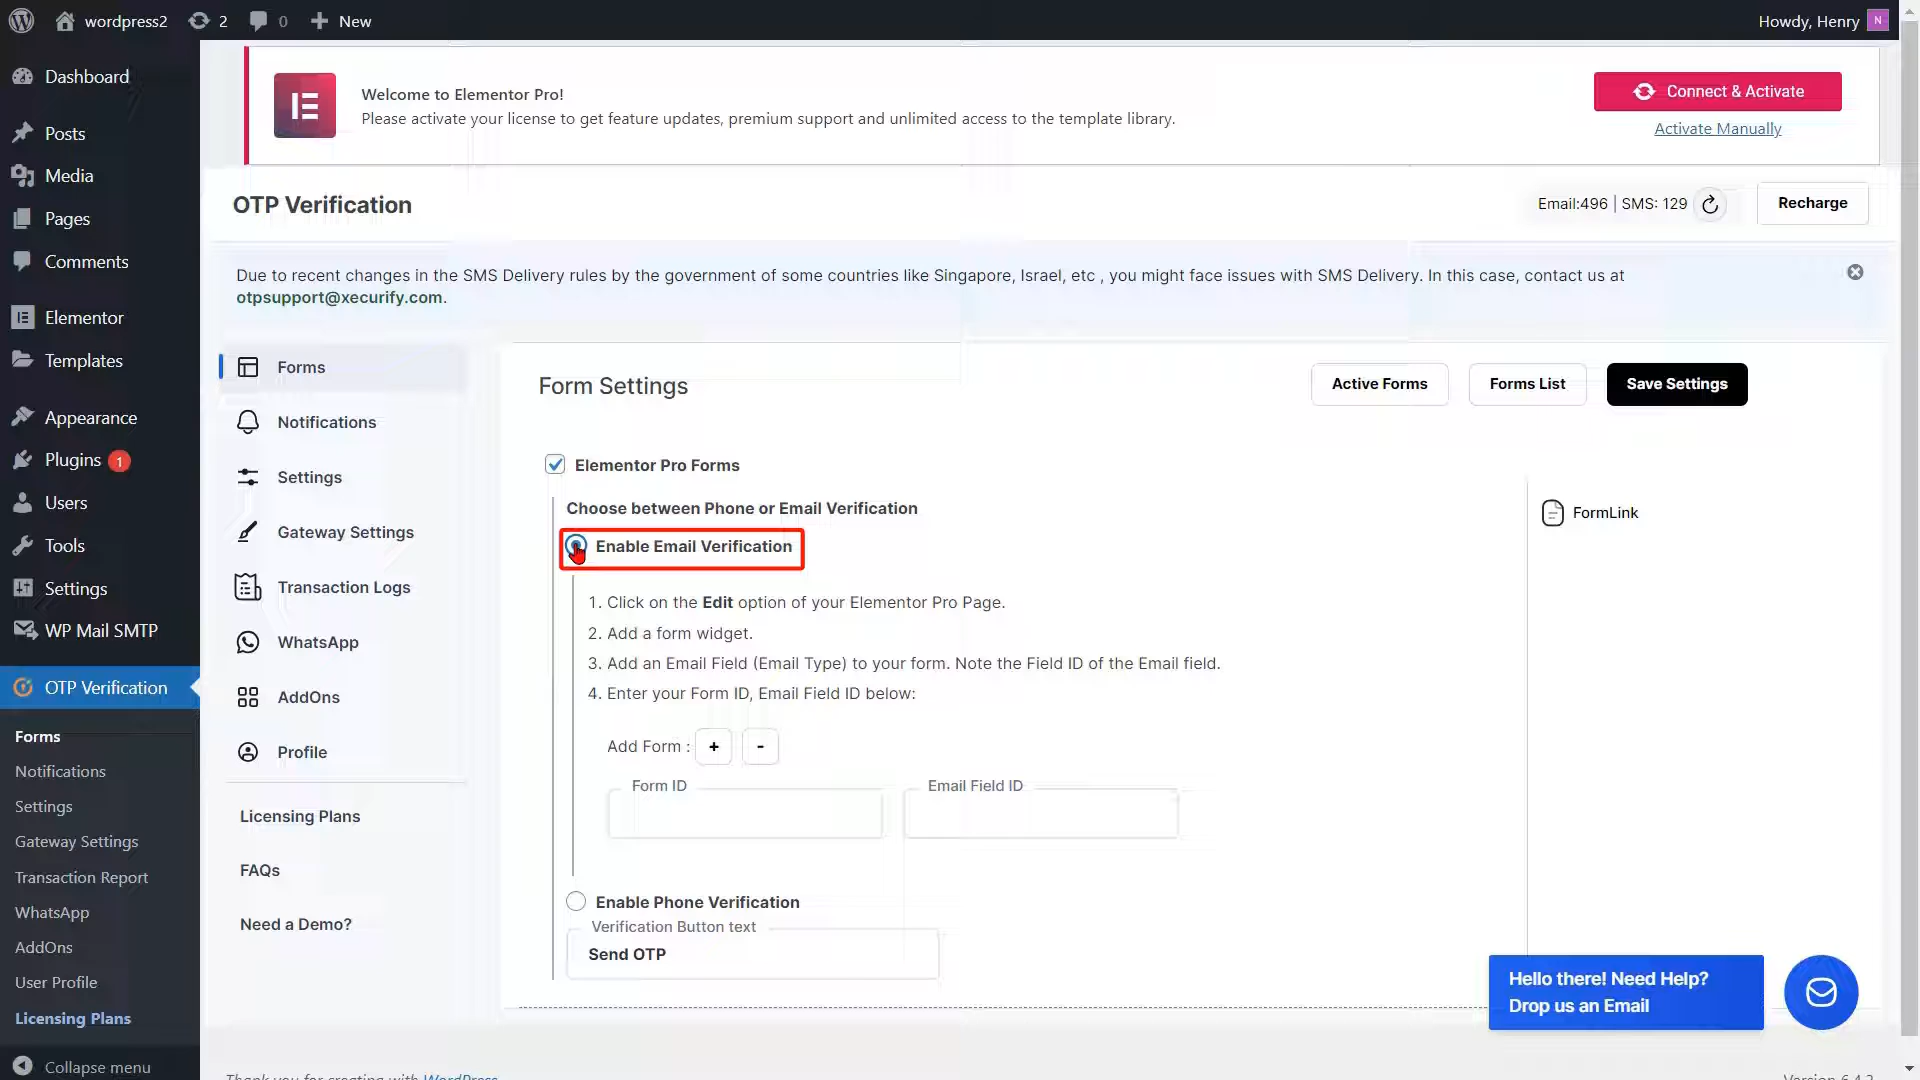 wordpress2
2
0
New
Howdy, Henry
N
Dashboard
Posts
Media
Pages
Comments
Elementor
Templates
Appearance
Plugins 1
Users
Tools
Settings
WP Mail SMTP
OTP Verification
Forms
Notifications
Settings
Gateway Settings
Transaction Report
WhatsApp
AddOns
User Profile
Licensing Plans
Collapse menu
Welcome to Elementor Pro!
Please activate your license to get feature updates, premium support and unlimited access to the template library.
Connect & Activate
Activate Manually
OTP Verification
Email:496 | SMS: 129
Recharge
Due to recent changes in the SMS Delivery rules by the government of some countries like Singapore, Israel, etc , you might face issues with SMS Delivery. In this case, contact us at
otpsupport@xecurify.com.
Forms
Notifications
Settings
Gateway Settings
Transaction Logs
WhatsApp
AddOns
Profile
Licensing Plans
FAQs
Need a Demo?
Form Settings
Active Forms
Forms List
Save Settings
Elementor Pro Forms
Choose between Phone or Email Verification
Enable Email Verification
1. Click on the Edit option of your Elementor Pro Page.
2. Add a form widget.
3. Add an Email Field (Email Type) to your form. Note the Field ID of the Email field.
4. Enter your Form ID, Email Field ID below:
Add Form : + -
Form ID
Email Field ID
Enable Phone Verification
Verification Button text
Send OTP
FormLink
Hello there! Need Help?
Drop us an Email
Thank you for creating with WordPress